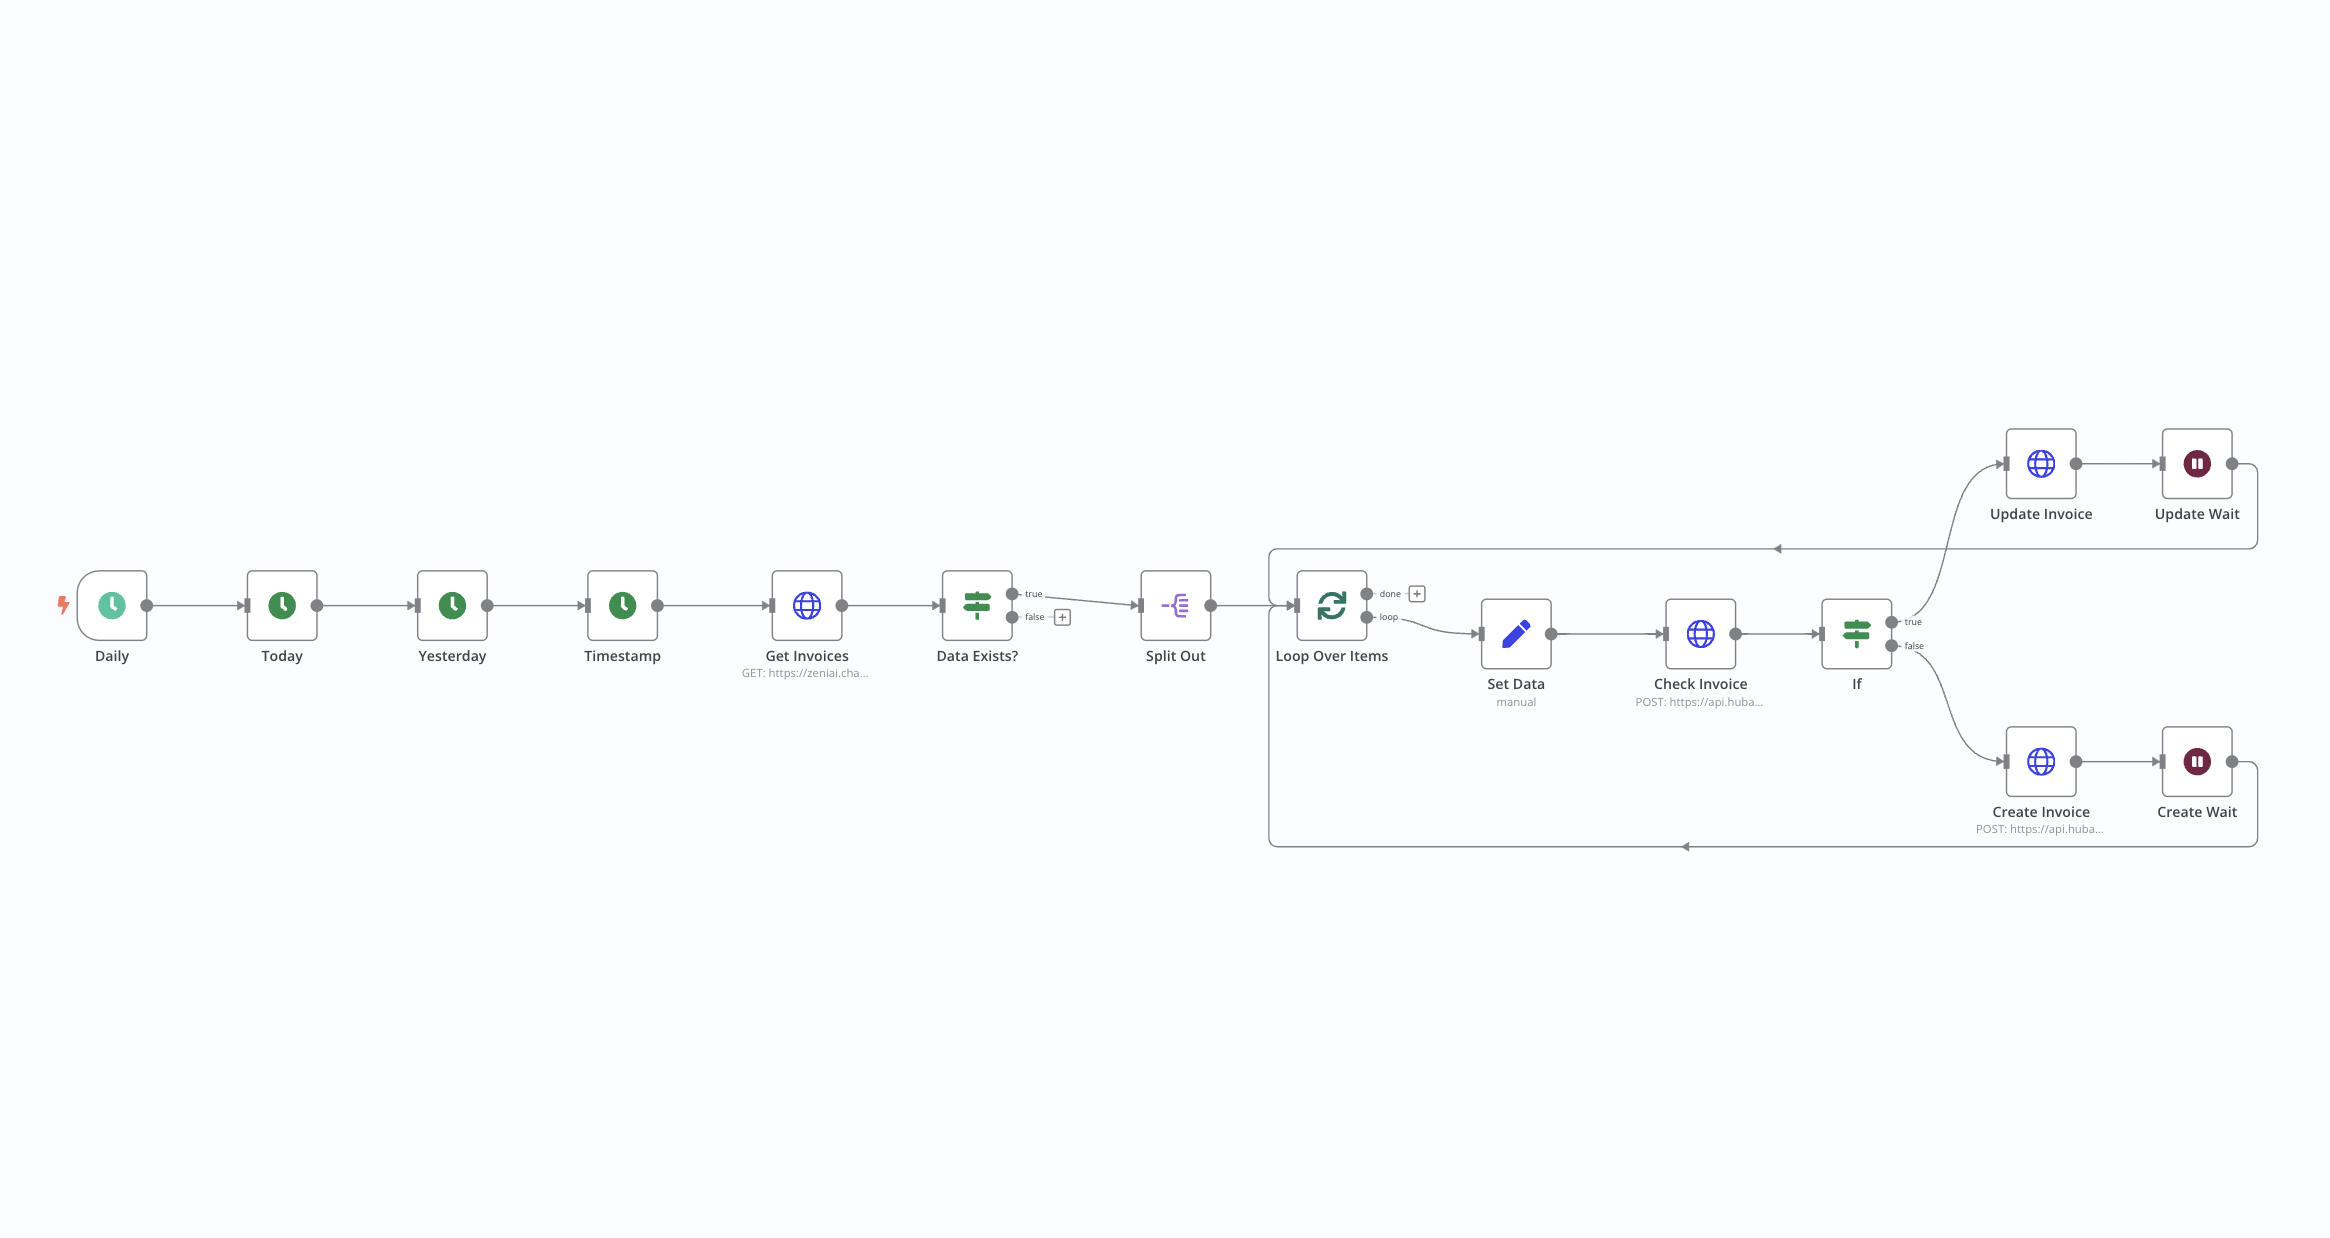 Daily
Today
Yesterday
Timestamp
Get Invoices
GET: https://zeniai.cha...
Data Exists?
true
false
Split Out
Loop Over Items
done
loop
Set Data
manual
Check Invoice
POST: https://api.huba...
If
true
false
Update Invoice
Update Wait
Create Invoice
POST: https://api.huba...
Create Wait